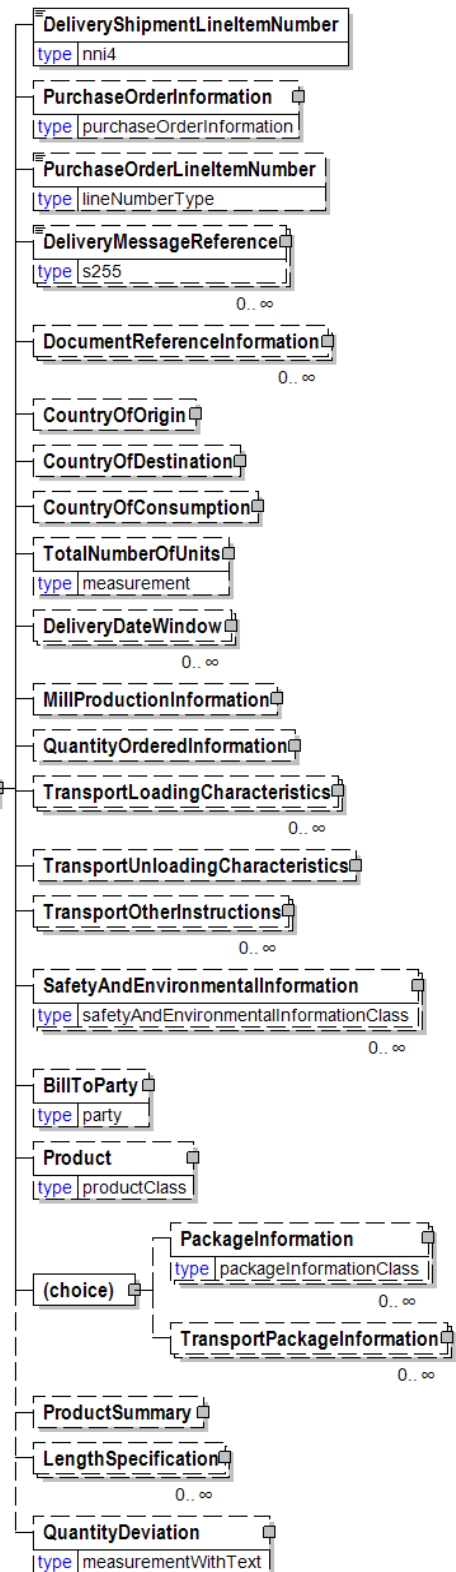 DeliveryShipmentLineItemNumber
type nni4
PurchaseOrderInformation
type purchaseOrderInformation
PurchaseOrderLineItemNumber
type lineNumberType
DeliveryMessageReference
type s255
0.. ∞
DocumentReferenceInformation
0.. ∞
CountryOfOrigin
CountryOfDestination
CountryOfConsumption
TotalNumberOfUnits
type measurement
DeliveryDateWindow
0.. ∞
MillProductionInformation
QuantityOrderedInformation
TransportLoadingCharacteristics
0.. ∞
TransportUnloadingCharacteristics
TransportOtherInstructions
0.. ∞
SafetyAndEnvironmentalInformation
type safetyAndEnvironmentalInformationClass
0.. ∞
BillToParty
type party
Product
type productClass
PackageInformation
type packageInformationClass
(choice)
0.. ∞
TransportPackageInformation
0.. ∞
ProductSummary
LengthSpecification
0.. ∞
QuantityDeviation
type measurementWithText